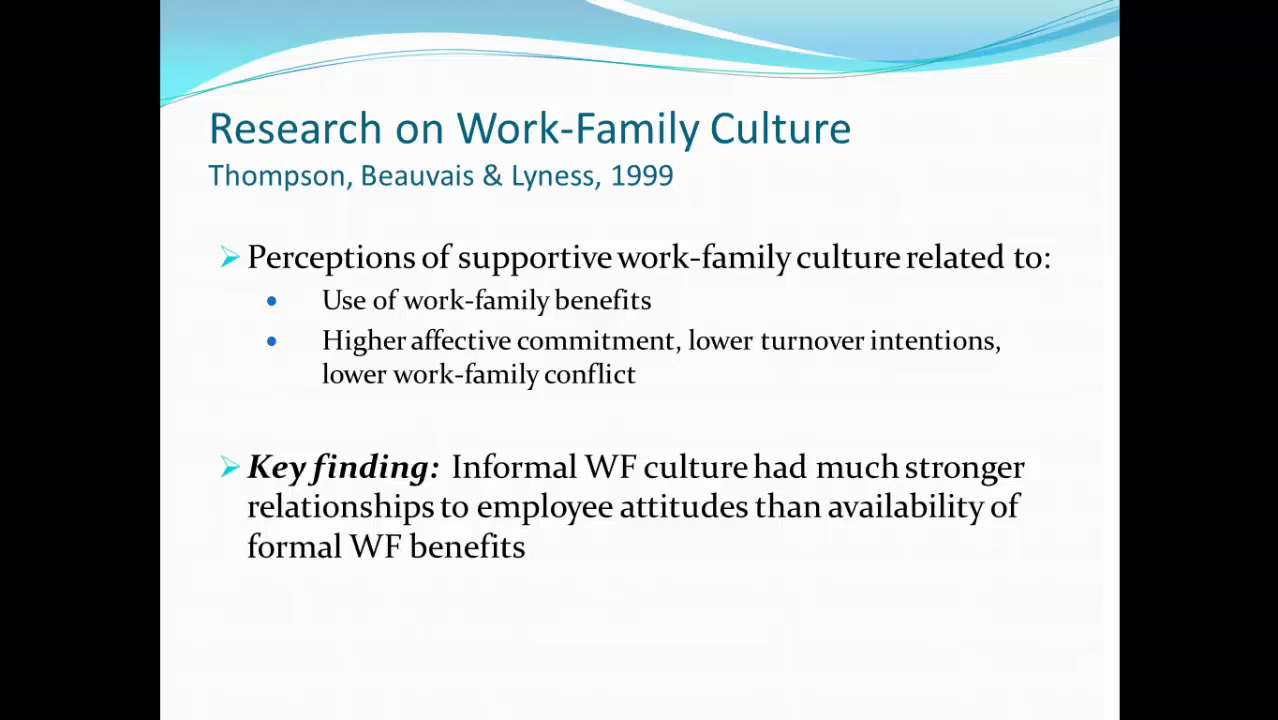 Research on Work-Family Culture
Thompson, Beauvais & Lyness, 1999
Perceptions of supportive work-family culture related to:
Use of work-family benefits
Higher affective commitment, lower turnover intentions,
lower work-family conflict
Key finding: Informal WF culture had much stronger
relationships to employee attitudes than availability of
formal WF benefits